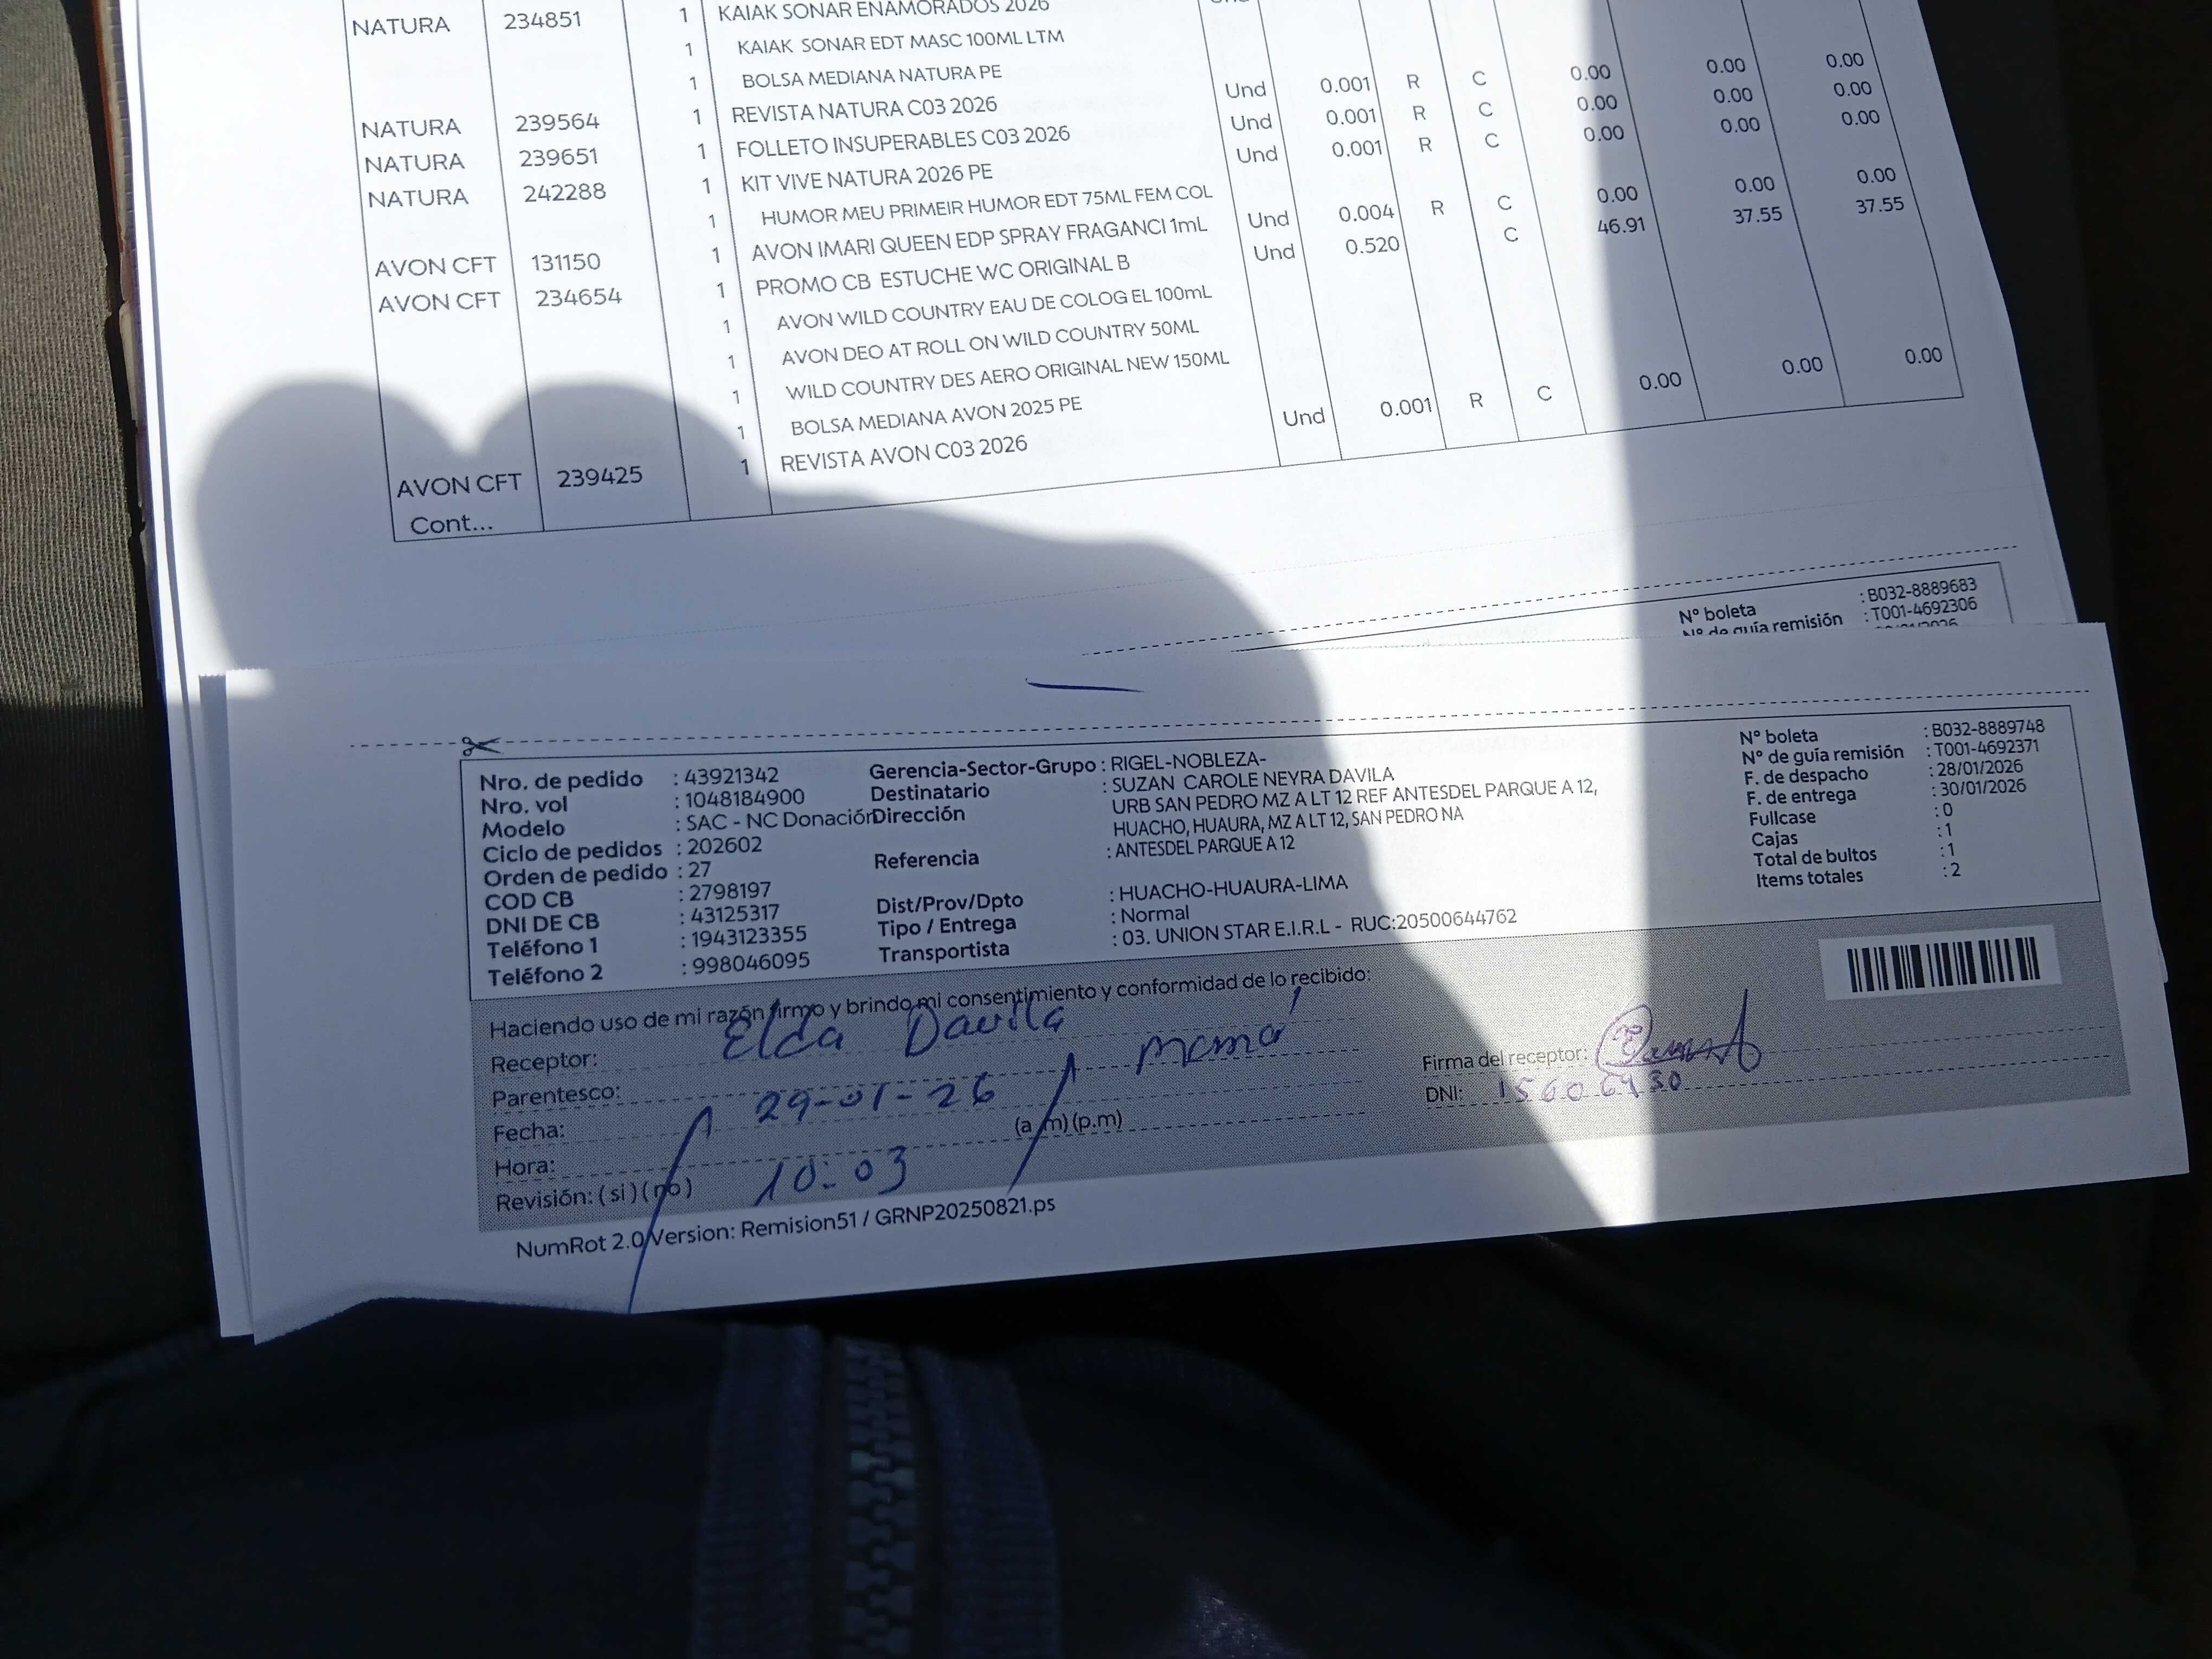 NATURA 234851 1 KAIAK SONAR ENAMORADOS 2026
1 KAIAK SONAR EDT MASC 100ML LTM
1 BOLSA MEDIANA NATURA PE
NATURA 239564 1 REVISTA NATURA C03 2026 Und 0.001 R C 0.00 0.00 0.00
NATURA 239651 1 FOLLETO INSUPERABLES C03 2026 Und 0.001 R C 0.00 0.00 0.00
NATURA 242288 1 KIT VIVE NATURA 2026 PE Und 0.001 R C 0.00 0.00 0.00
1 HUMOR MEU PRIMEIR HUMOR EDT 75ML FEM COL
AVON CFT 131150 1 AVON IMARI QUEEN EDP SPRAY FRAGANCI 1mL Und 0.004 R C 0.00 0.00 0.00
AVON CFT 234654 1 PROMO CB ESTUCHE WC ORIGINAL B Und 0.520 C 46.91 37.55 37.55
1 AVON WILD COUNTRY EAU DE COLOG EL 100mL
1 AVON DEO AT ROLL ON WILD COUNTRY 50ML
1 WILD COUNTRY DES AERO ORIGINAL NEW 150ML
1 BOLSA MEDIANA AVON 2025 PE
AVON CFT 239425 1 REVISTA AVON C03 2026 Und 0.001 R C 0.00 0.00 0.00
Cont...
Nº boleta : B032-8889683
Nº de guía remisión : T001-4692306
Nro. de pedido : 43921342
Nro. vol : 1048184900
Modelo : SAC - NC Donación
Ciclo de pedidos : 202602
Orden de pedido : 27
COD CB : 2798197
DNI DE CB : 43125317
Teléfono 1 : 1943123355
Teléfono 2 : 998046095
Gerencia-Sector-Grupo : RIGEL-NOBLEZA-
Destinatario : SUZAN CAROLE NEYRA DAVILA
Dirección URB SAN PEDRO MZ A LT 12 REF ANTESDEL PARQUE A 12,
HUACHO, HUAURA, MZ A LT 12, SAN PEDRO NA
Referencia : ANTESDEL PARQUE A 12
Dist/Prov/Dpto : HUACHO-HUAURA-LIMA
Tipo / Entrega : Normal
Transportista : 03. UNION STAR E.I.R.L - RUC:20500644762
Nº boleta : B032-8889748
Nº de guía remisión : T001-4692371
F. de despacho : 28/01/2026
F. de entrega : 30/01/2026
Fullcase : 0
Cajas : 1
Total de bultos : 1
Items totales : 2
Haciendo uso de mi razón firmo y brindo mi consentimiento y conformidad de lo recibido:
Receptor: Elda Davila
Parentesco: mamá
Fecha: 29-01-26
Hora: 10:03 (a.m) (p.m)
Revisión: ( si ) ( no )
Firma del receptor:
DNI:
NumRot 2.0 Version: Remision51 / GRNP20250821.ps